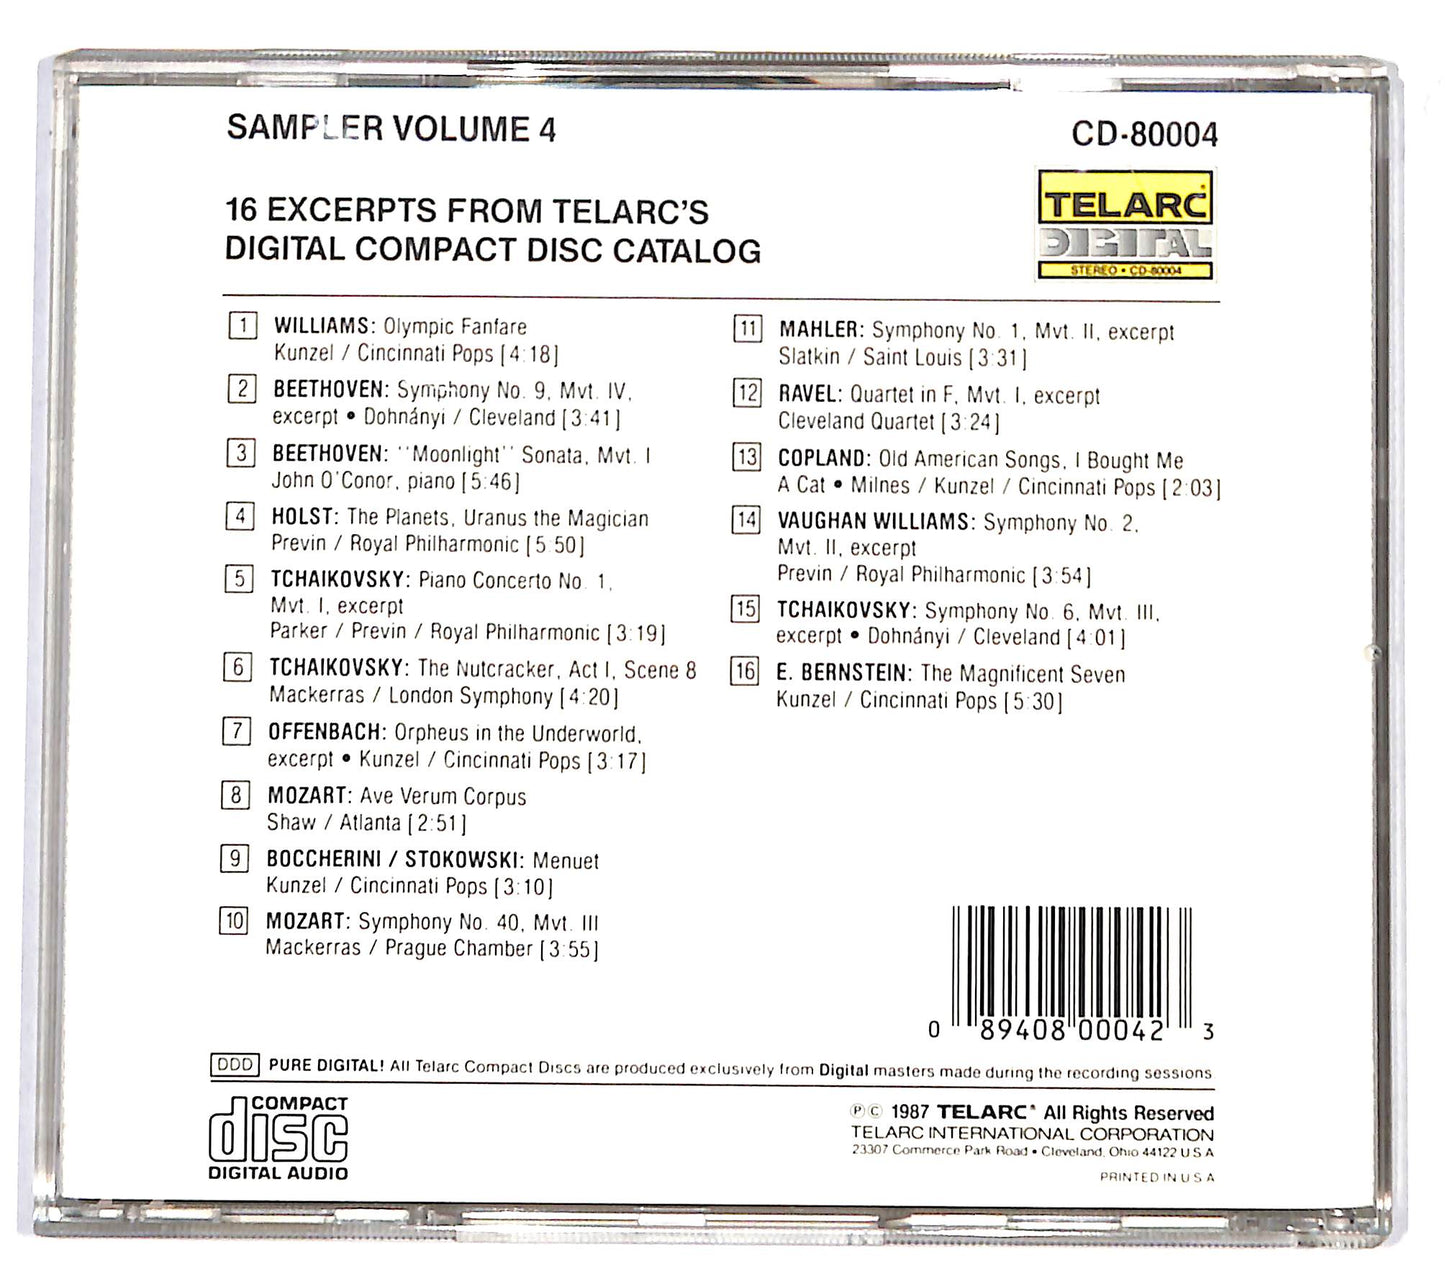 SAMPLER VOLUME 4
CD-80004
16 EXCERPTS FROM TELARC'S
DIGITAL COMPACT DISC CATALOG
TELARC
DIGITAL
STEREO • CD-80004
1 WILLIAMS: Olympic Fanfare
Kunzel / Cincinnati Pops [4:18]
2 BEETHOVEN: Symphony No. 9, Mvt. IV,
excerpt • Dohnányi / Cleveland [3:41]
3 BEETHOVEN: "Moonlight" Sonata, Mvt. I
John O'Conor, piano [5:46]
4 HOLST: The Planets, Uranus the Magician
Previn / Royal Philharmonic [5:50]
5 TCHAIKOVSKY: Piano Concerto No. 1,
Mvt. I, excerpt
Parker / Previn / Royal Philharmonic [3:19]
6 TCHAIKOVSKY: The Nutcracker, Act I, Scene 8
Mackerras / London Symphony [4:20]
7 OFFENBACH: Orpheus in the Underworld,
excerpt • Kunzel / Cincinnati Pops [3:17]
8 MOZART: Ave Verum Corpus
Shaw / Atlanta [2:51]
9 BOCCHERINI / STOKOWSKI: Menuet
Kunzel / Cincinnati Pops [3:10]
10 MOZART: Symphony No. 40, Mvt. III
Mackerras / Prague Chamber [3:55]
11 MAHLER: Symphony No. 1, Mvt. II, excerpt
Slatkin / Saint Louis [3:31]
12 RAVEL: Quartet in F, Mvt. I, excerpt
Cleveland Quartet [3:24]
13 COPLAND: Old American Songs, I Bought Me
A Cat • Milnes / Kunzel / Cincinnati Pops [2:03]
14 VAUGHAN WILLIAMS: Symphony No. 2,
Mvt. II, excerpt
Previn / Royal Philharmonic [3:54]
15 TCHAIKOVSKY: Symphony No. 6, Mvt. III,
excerpt • Dohnányi / Cleveland [4:01]
16 E. BERNSTEIN: The Magnificent Seven
Kunzel / Cincinnati Pops [5:30]
0 89408 00042 3
DDD PURE DIGITAL! All Telarc Compact Discs are produced exclusively from Digital masters made during the recording sessions
COMPACT
disc
DIGITAL AUDIO
℗ © 1987 TELARC® All Rights Reserved
TELARC INTERNATIONAL CORPORATION
23307 Commerce Park Road • Cleveland, Ohio 44122 U S A
PRINTED IN U S A